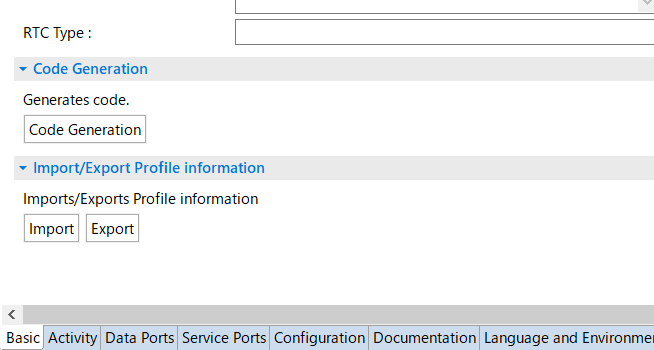 RTC Type :
Code Generation
Generates code.
Code Generation
Import/Export Profile information
Imports/Exports Profile information
Import Export
Basic Activity Data Ports Service Ports Configuration Documentation Language and Environme